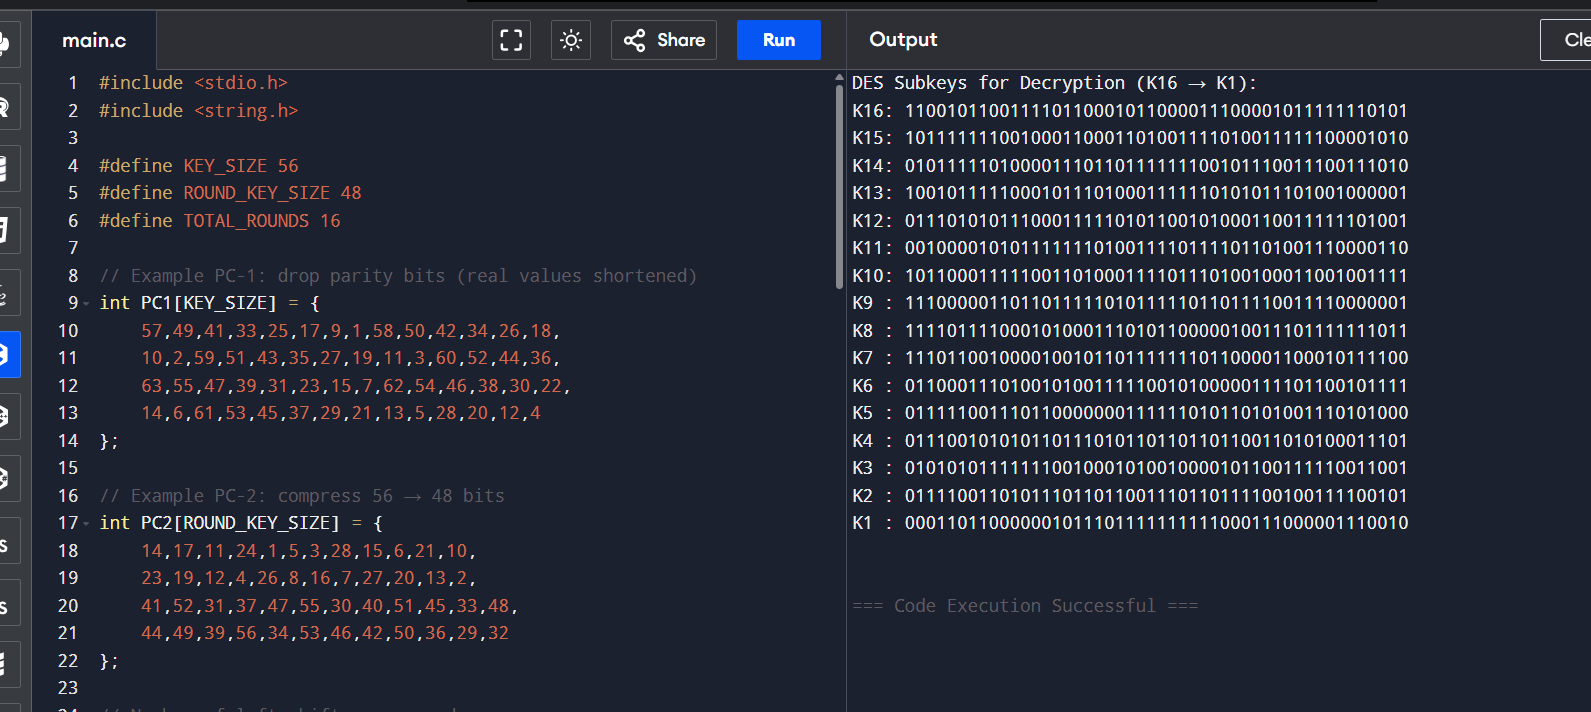 main.c
Share
Run
Output
1 #include <stdio.h>
2 #include <string.h>
3
4 #define KEY_SIZE 56
5 #define ROUND_KEY_SIZE 48
6 #define TOTAL_ROUNDS 16
7
8 // Example PC-1: drop parity bits (real values shortened)
9 int PC1[KEY_SIZE] = {
10 57,49,41,33,25,17,9,1,58,50,42,34,26,18,
11 10,2,59,51,43,35,27,19,11,3,60,52,44,36,
12 63,55,47,39,31,23,15,7,62,54,46,38,30,22,
13 14,6,61,53,45,37,29,21,13,5,28,20,12,4
14 };
15
16 // Example PC-2: compress 56 → 48 bits
17 int PC2[ROUND_KEY_SIZE] = {
18 14,17,11,24,1,5,3,28,15,6,21,10,
19 23,19,12,4,26,8,16,7,27,20,13,2,
20 41,52,31,37,47,55,30,40,51,45,33,48,
21 44,49,39,56,34,53,46,42,50,36,29,32
22 };
23
DES Subkeys for Decryption (K16 → K1):
K16: 110010110011110110001011000011100001011111110101
K15: 101111111001000110001101001110100111111100001010
K14: 010111110100001110110111111100101110011100111010
K13: 100101111100010111010001111110101011101001000001
K12: 011101010111000111110101100101000110011111101001
K11: 001000010101111111010011110111101101001110000110
K10: 101100011111001101000111101110100100011001001111
K9 : 111000001101101111101011111011011110011110000001
K8 : 111101111000101000111010110000010011101111111011
K7 : 111011001000010010110111111101100001100010111100
K6 : 011000111010010100111110010100000111101100101111
K5 : 011111001110110000000111111010110101001110101000
K4 : 011100101010110111010110110110110011010100011101
K3 : 010101011111110010001010010000101100111110011001
K2 : 011110011010111011011001110110111100100111100101
K1 : 000110110000001011101111111111000111000001110010
=== Code Execution Successful ===